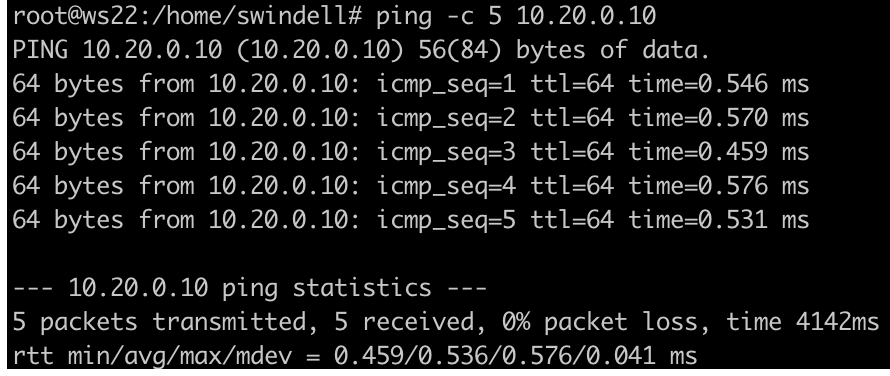 root@ws22:/home/swindell# ping -c 5 10.20.0.10
PING 10.20.0.10 (10.20.0.10) 56(84) bytes of data.
64 bytes from 10.20.0.10: icmp_seq=1 ttl=64 time=0.546 ms
64 bytes from 10.20.0.10: icmp_seq=2 ttl=64 time=0.570 ms
64 bytes from 10.20.0.10: icmp_seq=3 ttl=64 time=0.459 ms
64 bytes from 10.20.0.10: icmp_seq=4 ttl=64 time=0.576 ms
64 bytes from 10.20.0.10: icmp_seq=5 ttl=64 time=0.531 ms

--- 10.20.0.10 ping statistics ---
5 packets transmitted, 5 received, 0% packet loss, time 4142ms
rtt min/avg/max/mdev = 0.459/0.536/0.576/0.041 ms